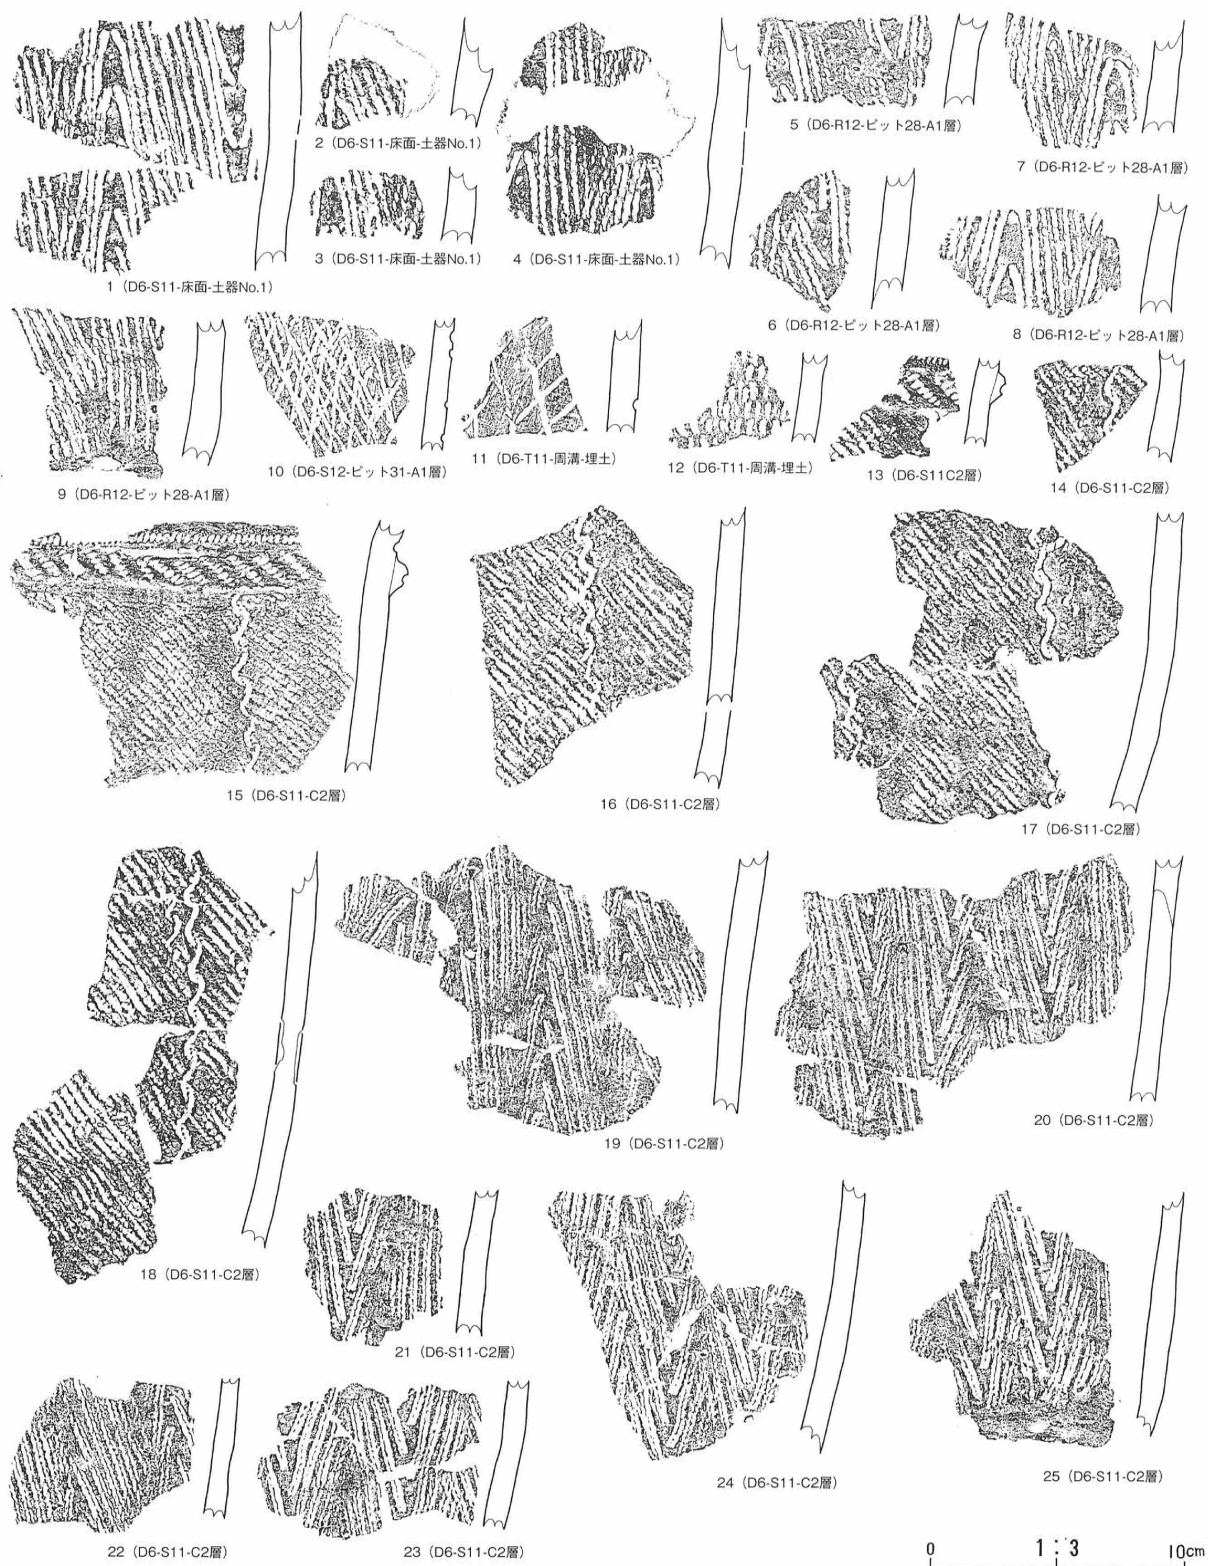 1（D6-S11-床面-土器No.1）
2（D6-S11-床面-土器No.1）
3（D6-S11-床面-土器No.1）
4（D6-S11-床面-土器No.1）
5（D6-R12-ピット28-A1層）
6（D6-R12-ピット28-A1層）
7（D6-R12-ピット28-A1層）
8（D6-R12-ピット28-A1層）
9（D6-R12-ピット28-A1層）
10（D6-S12-ピット31-A1層）
11（D6-T11-周溝-埋土）
12（D6-T11-周溝-埋土）
13（D6-S11C2層）
14（D6-S11-C2層）
15（D6-S11-C2層）
16（D6-S11-C2層）
17（D6-S11-C2層）
18（D6-S11-C2層）
19（D6-S11-C2層）
20（D6-S11-C2層）
21（D6-S11-C2層）
22（D6-S11-C2層）
23（D6-S11-C2層）
24（D6-S11-C2層）
25（D6-S11-C2層）
0 1：3 10cm